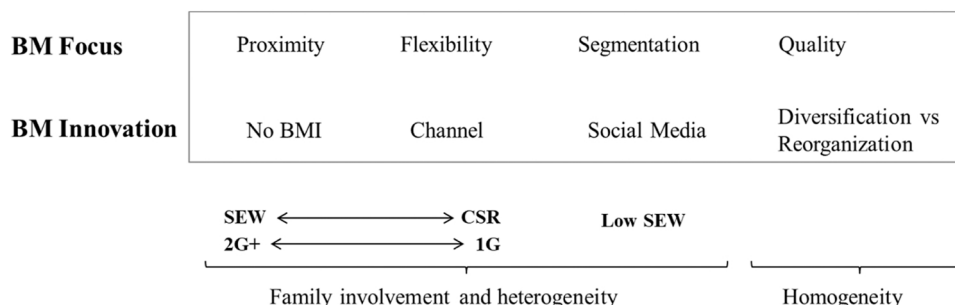 BM Focus Proximity Flexibility Segmentation Quality
BM Innovation No BMI Channel Social Media Diversification vs
Reorganization
SEW CSR Low SEW
2G+ 1G
Family involvement and heterogeneity Homogeneity